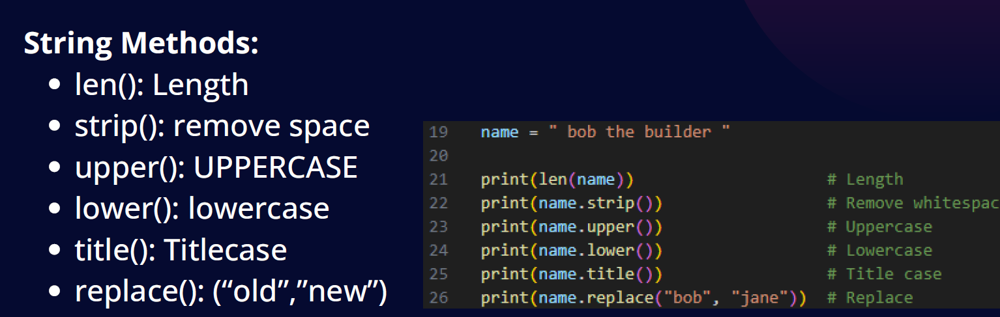 String Methods:
• len(): Length
• strip(): remove space
• upper(): UPPERCASE
• lower(): lowercase
• title(): Titlecase
• replace(): (“old”,”new”)
19 name = " bob the builder "
20
21 print(len(name)) # Length
22 print(name.strip()) # Remove whitespac
23 print(name.upper()) # Uppercase
24 print(name.lower()) # Lowercase
25 print(name.title()) # Title case
26 print(name.replace("bob", "jane")) # Replace